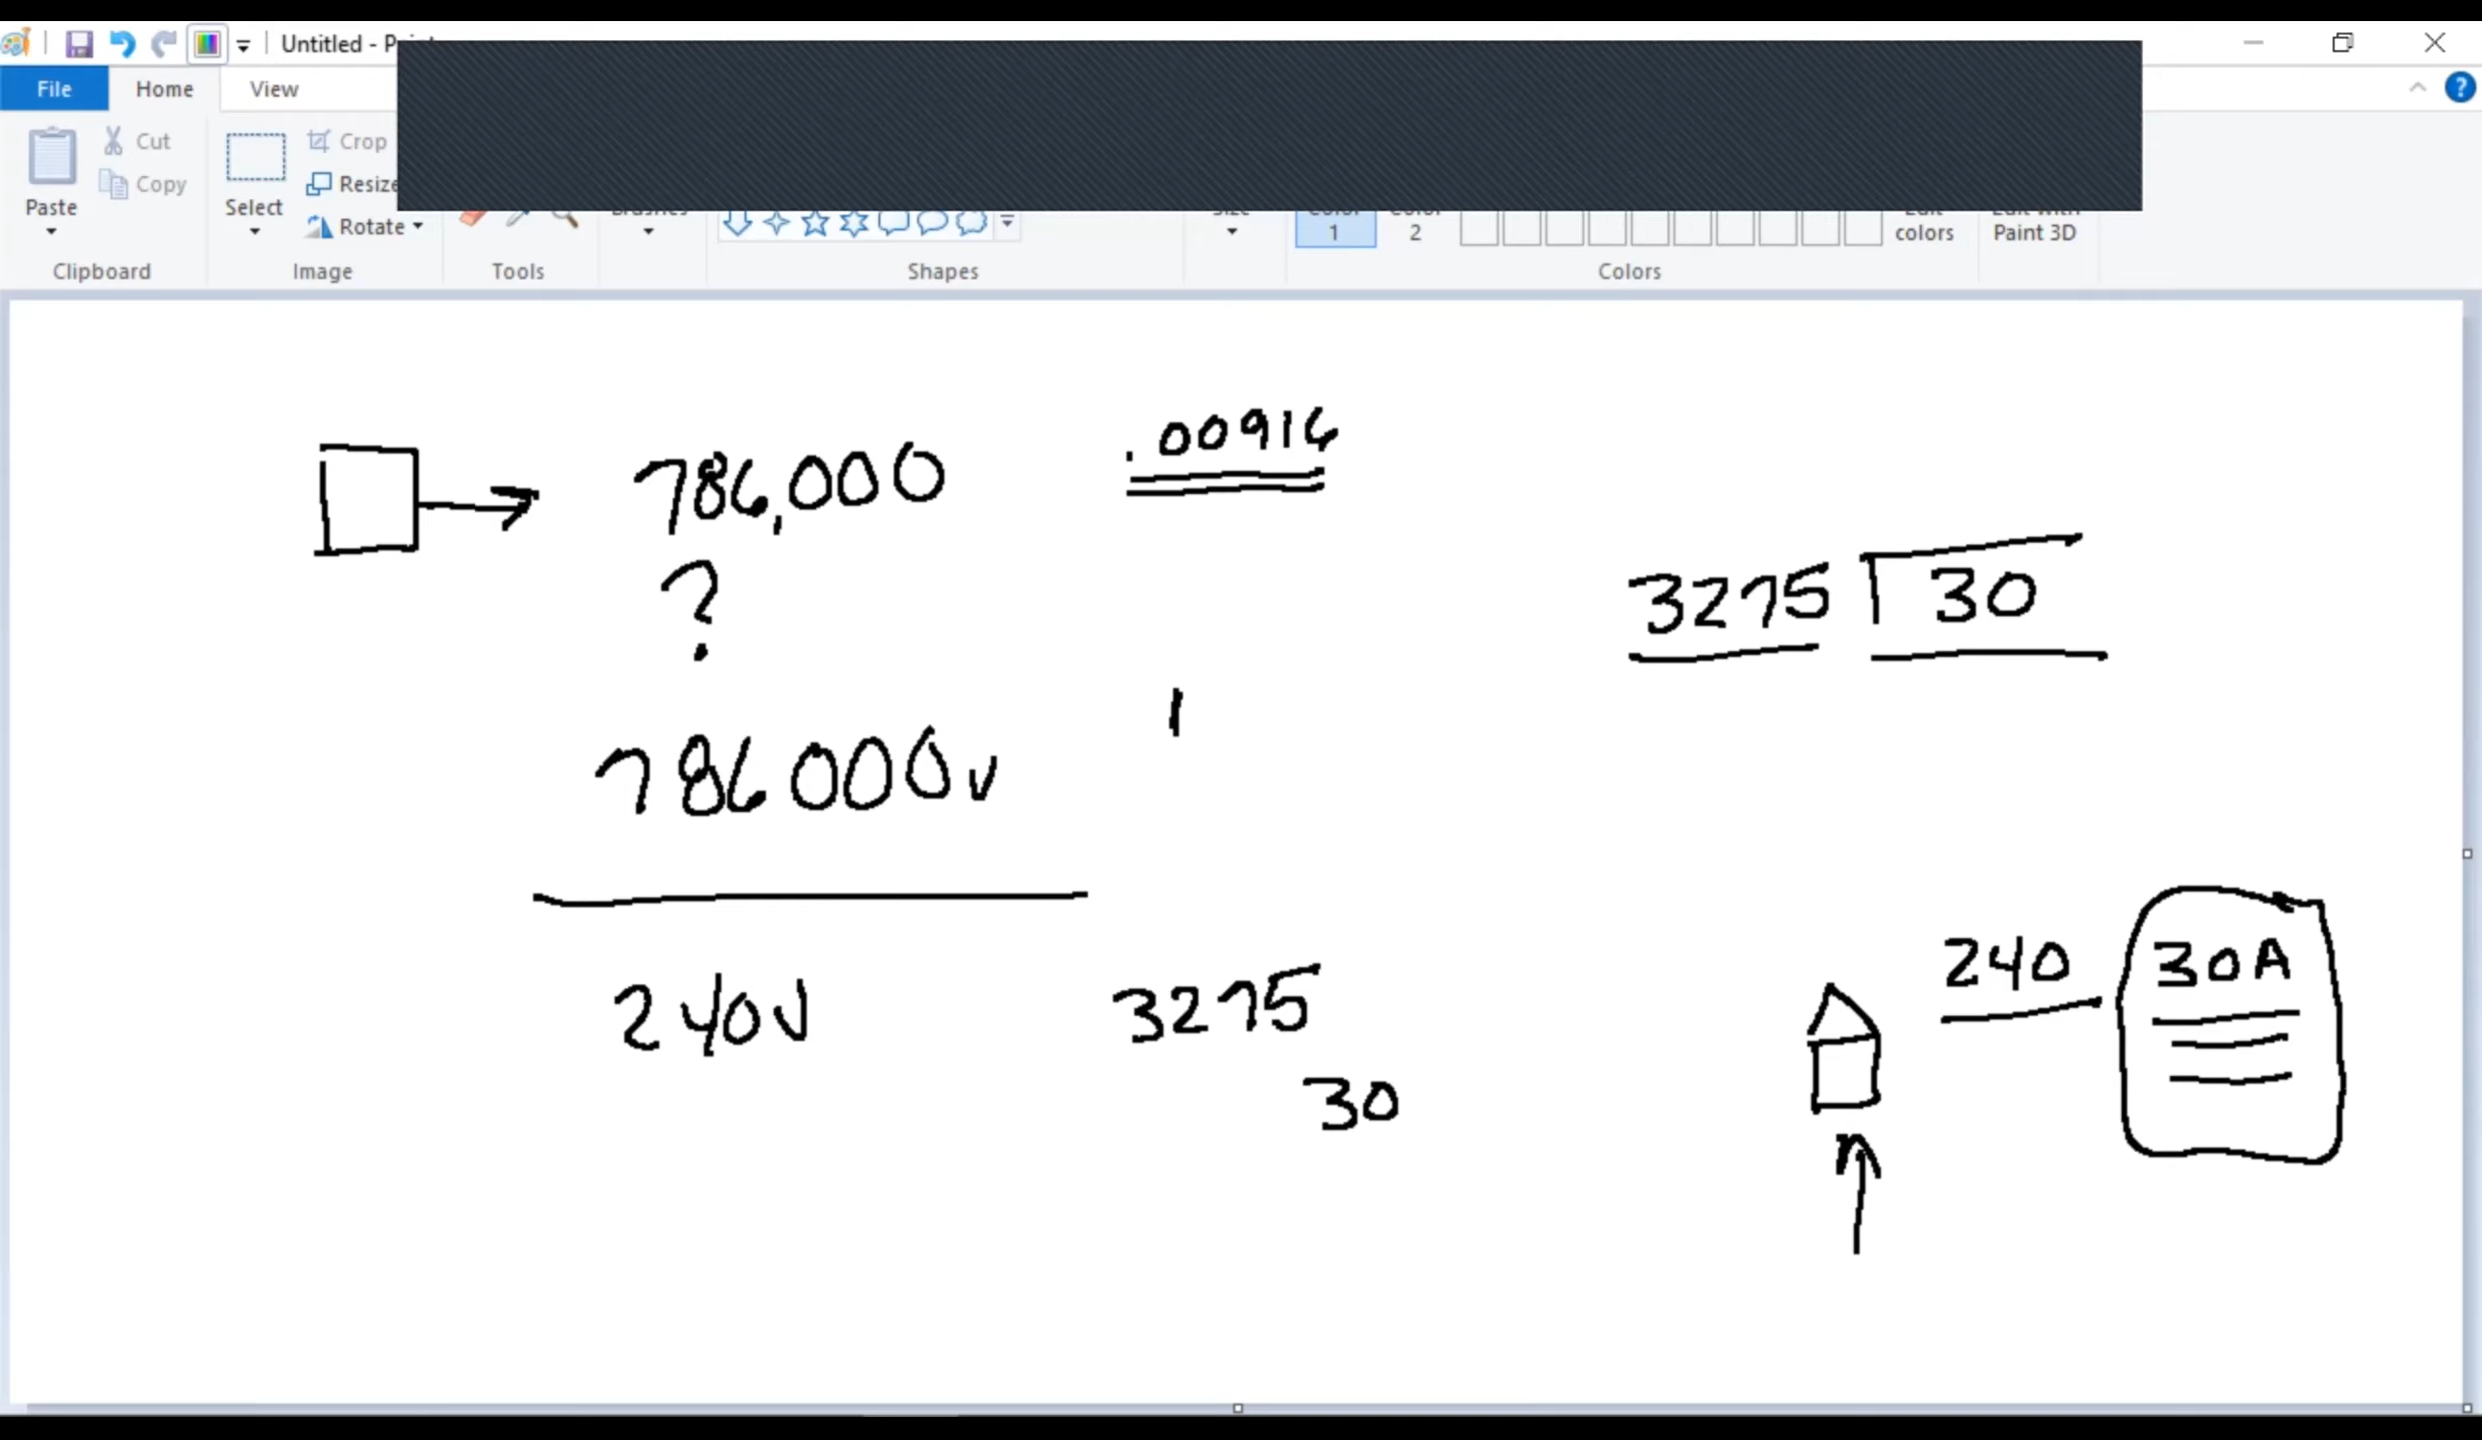 Untitled - P
File Home View
Cut
Copy
Paste
Clipboard
Select
Crop
Resize
Rotate
Image
Tools
Shapes
1
2
colors
Paint 3D
Colors
786,000
.00916
?
3275 30
786000v
1
240v
3275
30
240 30A